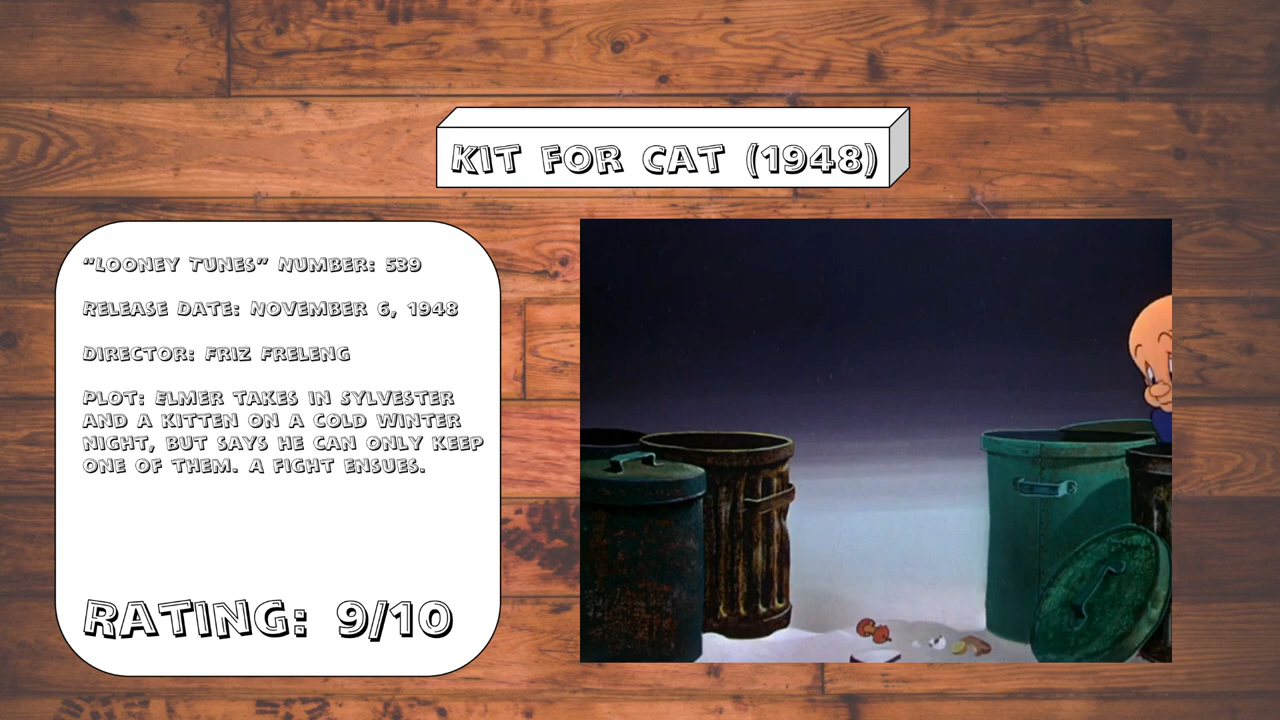 KIT FOR CAT (1948)
"LOONEY TUNES" NUMBER: 539
RELEASE DATE: NOVEMBER 6, 1948
DIRECTOR: FRIZ FRELENG
PLOT: ELMER TAKES IN SYLVESTER
AND A KITTEN ON A COLD WINTER
NIGHT, BUT SAYS HE CAN ONLY KEEP
ONE OF THEM. A FIGHT ENSUES.
RATING: 9/10